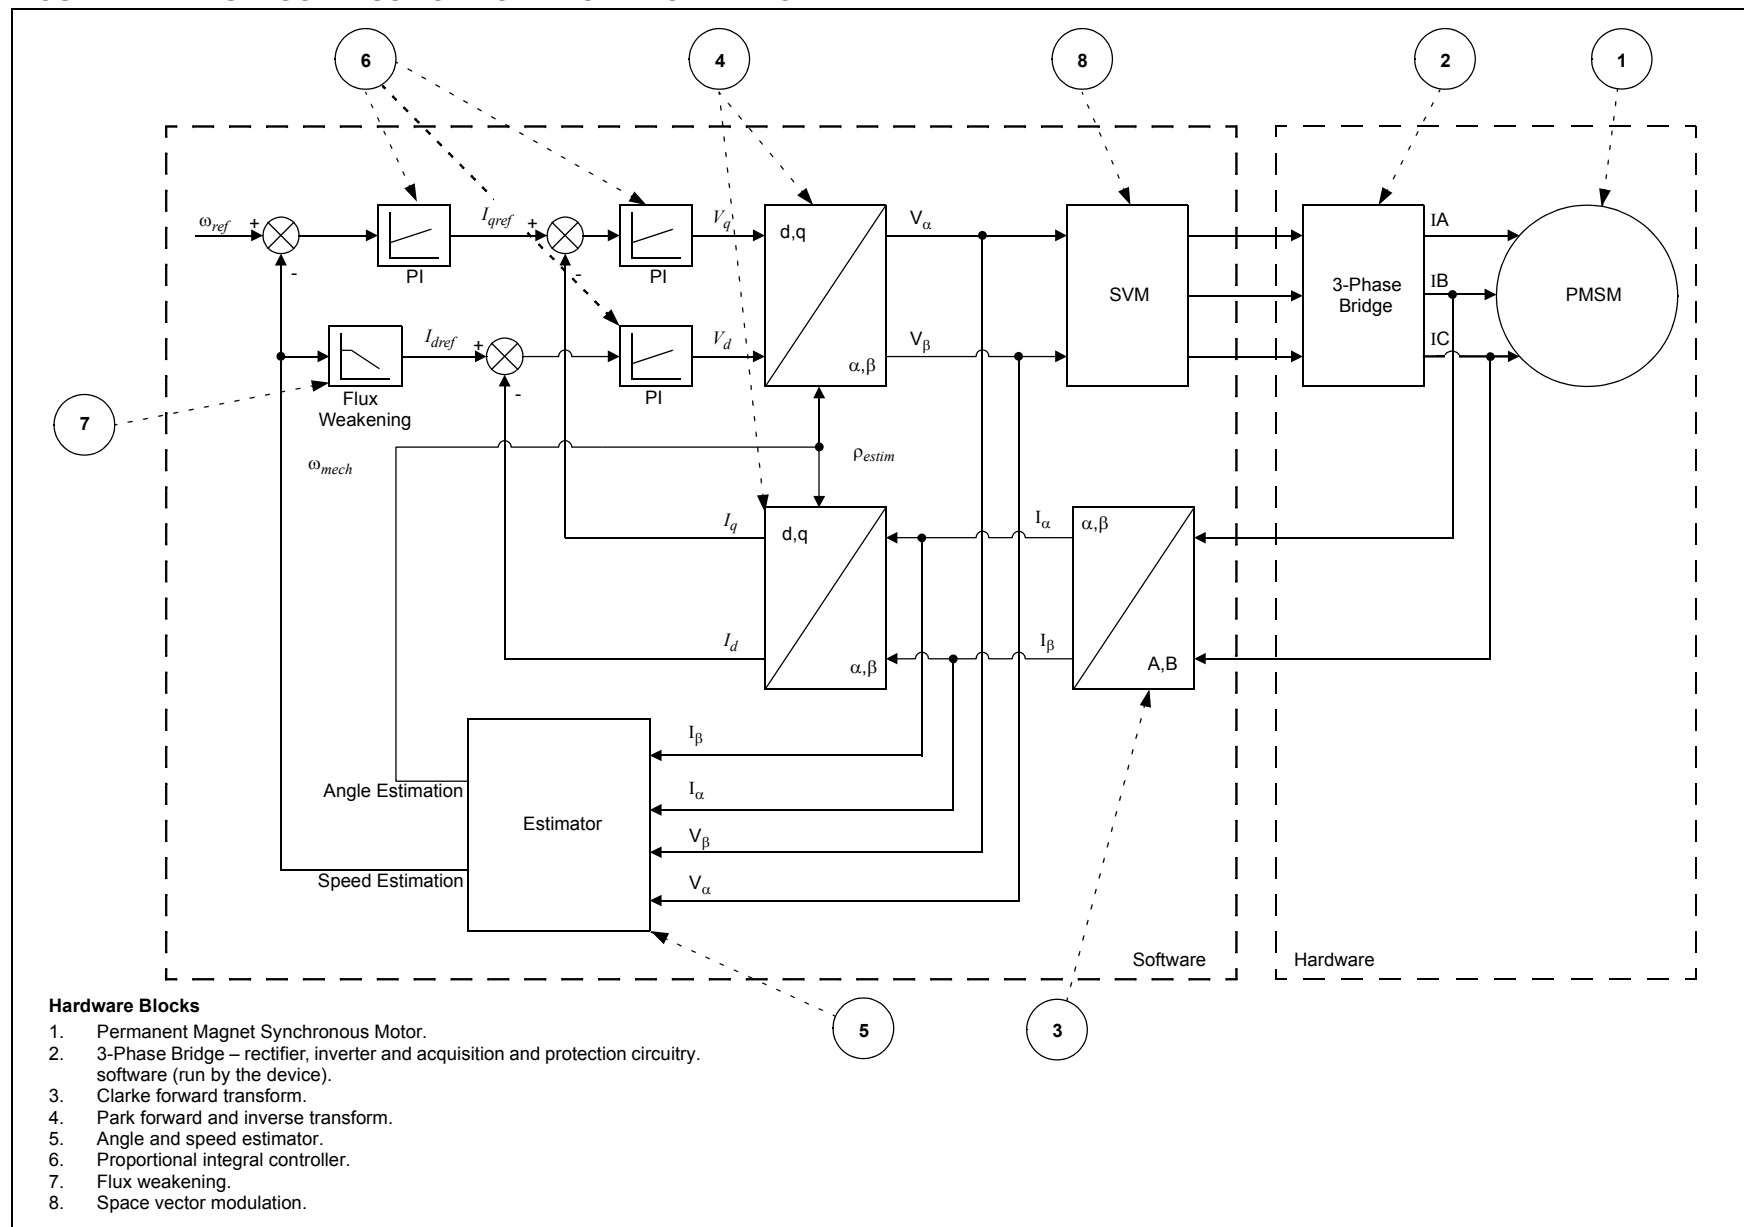 6
4
8
2
1
ωref
+
-
PI
Iqref
+
-
PI
Vq
d,q
α,β
Vα
Vβ
SVM
3-Phase
Bridge
IA
IB
IC
PMSM
Idref
+
-
Flux
Weakening
PI
Vd
7
ωmech
ρestim
Iq
Id
d,q
α,β
Iα
Iβ
α,β
A,B
Angle Estimation
Speed Estimation
Estimator
Iβ
Iα
Vβ
Vα
Software
Hardware
5
3
Hardware Blocks
1. Permanent Magnet Synchronous Motor.
2. 3-Phase Bridge – rectifier, inverter and acquisition and protection circuitry.
software (run by the device).
3. Clarke forward transform.
4. Park forward and inverse transform.
5. Angle and speed estimator.
6. Proportional integral controller.
7. Flux weakening.
8. Space vector modulation.